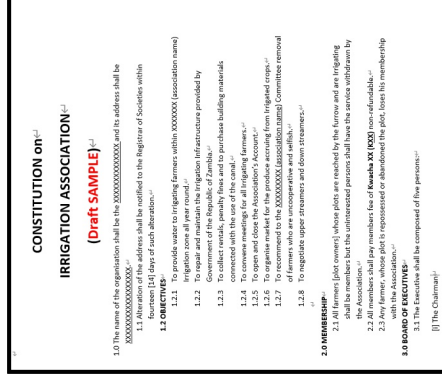 CONSTITUTION on
IRRIGATION ASSOCIATION
(Draft SAMPLE)
1.0 The name of the organisation shall be the XXXXXXXXXXXXXX and its address shall be
XXXXXXXXXXXXXXXXXX.
1.1 Alteration of the address shall be notified to the Registrar of Societies within
fourteen [14] days of such alteration.
1.2 OBJECTIVES
1.2.1 To provide water to irrigating farmers within XXXXXXX (association name)
Irrigation zone all year round.
1.2.2 To repair and maintain the Irrigation Infrastructure provided by
Government of the republic of Zambia.
1.2.3 To collect rentals, penalty fines and to purchase building materials
connected with the use of the canal.
1.2.4 To convene meetings for all Irrigating farmers.
1.2.5 To open and close the Association's Account.
1.2.6 To organise market for the produce accruing from Irrigated crops.
1.2.7 To recommend to the XXXXXXXX (association name) Committee removal
of farmers who are uncooperative and selfish.
1.2.8 To negotiate upper streamers and down streamers.
2.0 MEMBERSHIP
2.1 All farmers [plot owners] whose plots are reached by the furrow and are Irrigating
shall be members but the uninterested persons shall have the service withdrawn by
the Association.
2.2 All members shall pay members fee of Kwacha XX (KXX) non-refundable.
2.3 Any farmer, whose plot is repossessed or abandoned the plot, loses his membership
with the Association.
3.0 BOARD OF EXECUTIVES
3.1 The Executive shall be composed of five persons:
[I] The Chairman